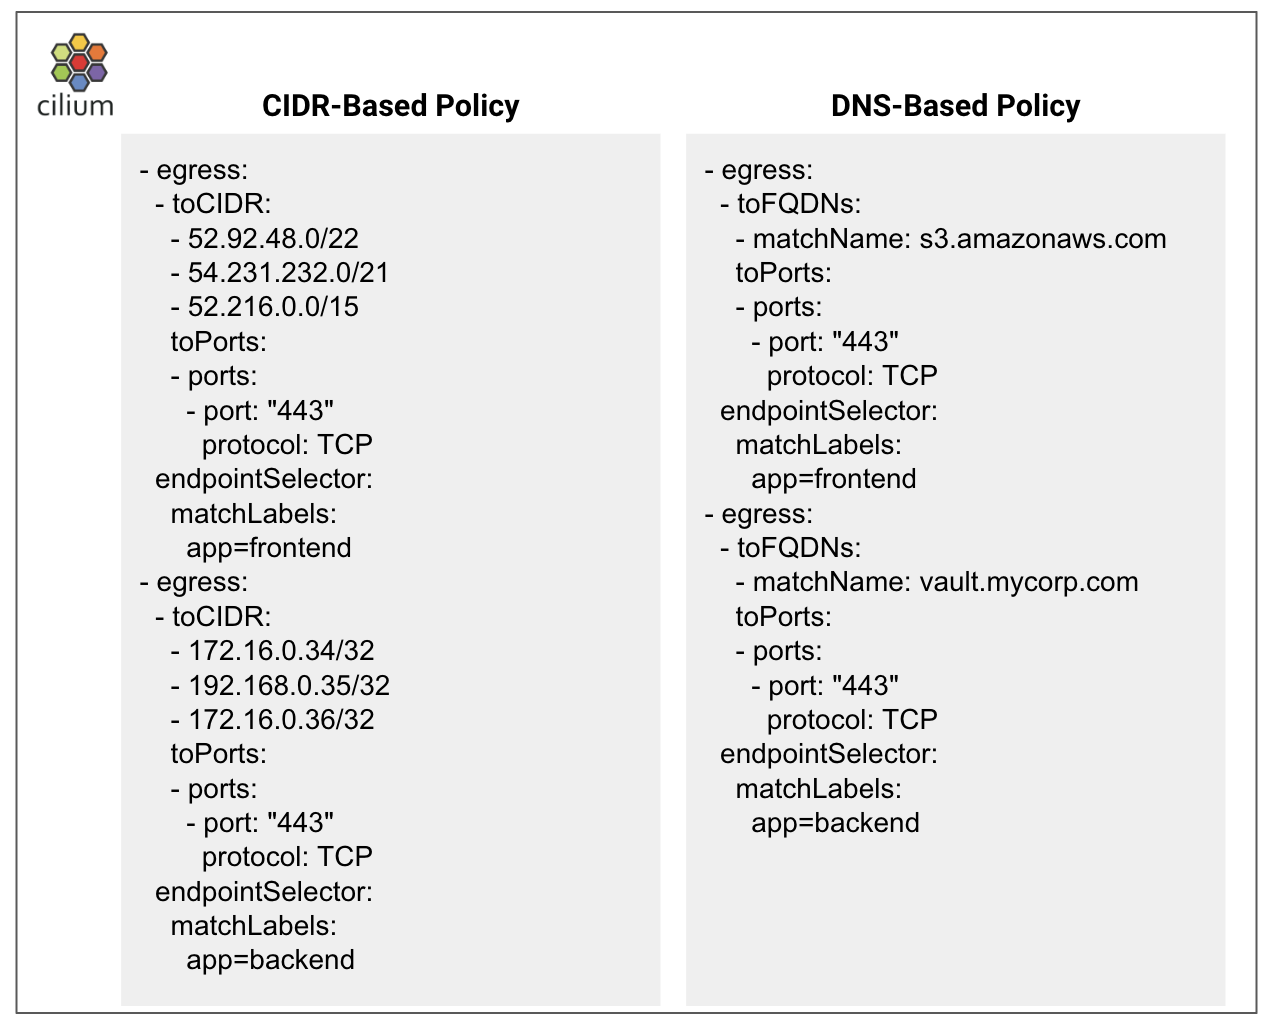 cilium
CIDR-Based Policy
- egress:
  - toCIDR:
    - 52.92.48.0/22
    - 54.231.232.0/21
    - 52.216.0.0/15
    toPorts:
    - ports:
      - port: "443"
        protocol: TCP
  endpointSelector:
    matchLabels:
      app=frontend
- egress:
  - toCIDR:
    - 172.16.0.34/32
    - 192.168.0.35/32
    - 172.16.0.36/32
    toPorts:
    - ports:
      - port: "443"
        protocol: TCP
  endpointSelector:
    matchLabels:
      app=backend
DNS-Based Policy
- egress:
  - toFQDNs:
    - matchName: s3.amazonaws.com
    toPorts:
    - ports:
      - port: "443"
        protocol: TCP
  endpointSelector:
    matchLabels:
      app=frontend
- egress:
  - toFQDNs:
    - matchName: vault.mycorp.com
    toPorts:
    - ports:
      - port: "443"
        protocol: TCP
  endpointSelector:
    matchLabels:
      app=backend